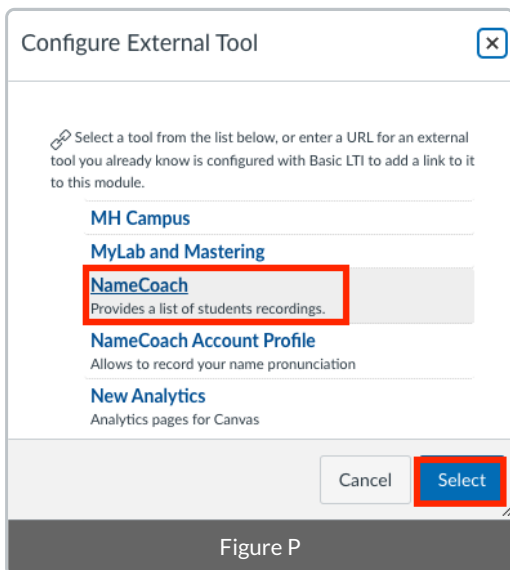 Configure External Tool
Select a tool from the list below, or enter a URL for an external
tool you already know is configured with Basic LTI to add a link to it
to this module.
MH Campus
MyLab and Mastering
NameCoach
Provides a list of students recordings.
NameCoach Account Profile
Allows to record your name pronunciation
New Analytics
Analytics pages for Canvas
Cancel Select
Figure P